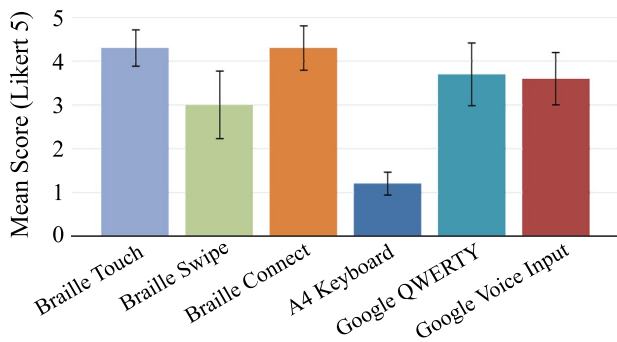 Mean Score (Likert 5)
5
4
3
2
1
0
Braille Touch
Braille Swipe
Braille Connect
A4 Keyboard
Google QWERTY
Google Voice Input